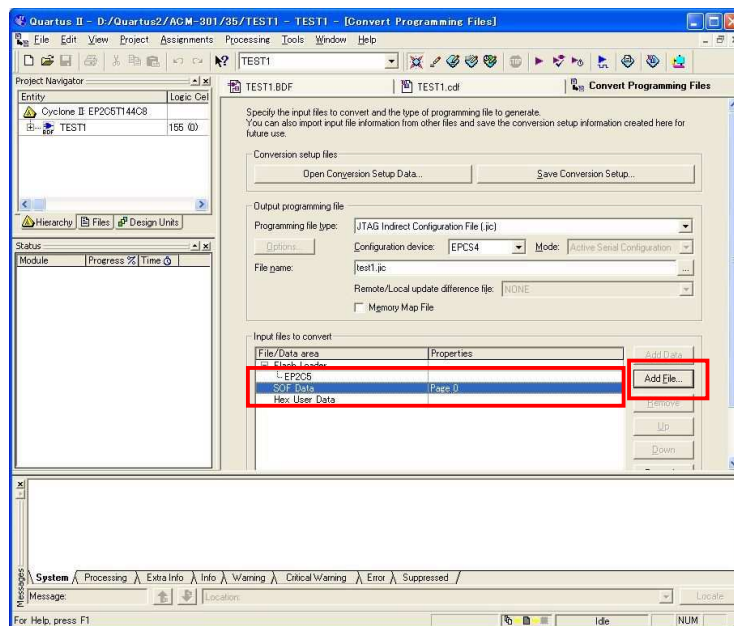 Quartus II - D:/Quartus2/ACM-301/35/TEST1 - TEST1 - [Convert Programming Files]
File Edit View Project Assignments Processing Tools Window Help
TEST1
Project Navigator
Entity Logic Cel
Cyclone II: EP2C5T144C8
TEST1 155 (0)
Hierarchy Files Design Units
Status
Module Progress % Time
TEST1.BDF TEST1.cdf Convert Programming Files
Specify the input files to convert and the type of programming file to generate.
You can also import input file information from other files and save the conversion setup information created here for
future use.
Conversion setup files
Open Conversion Setup Data... Save Conversion Setup...
Output programming file
Programming file type: JTAG Indirect Configuration File (.jic)
Options... Configuration device: EPCS4 Mode: Active Serial Configuration
File name: test1.jic ...
Remote/Local update difference file: NONE
Memory Map File
Input files to convert
File/Data area Properties
Flash Loader
EP2C5
SOF Data Page 0
Hex User Data
Add Data
Add File...
Remove
Up
Down
Messages
System Processing Extra Info Info Warning Critical Warning Error Suppressed
Message: Location: Locate
For Help, press F1 Idle NUM